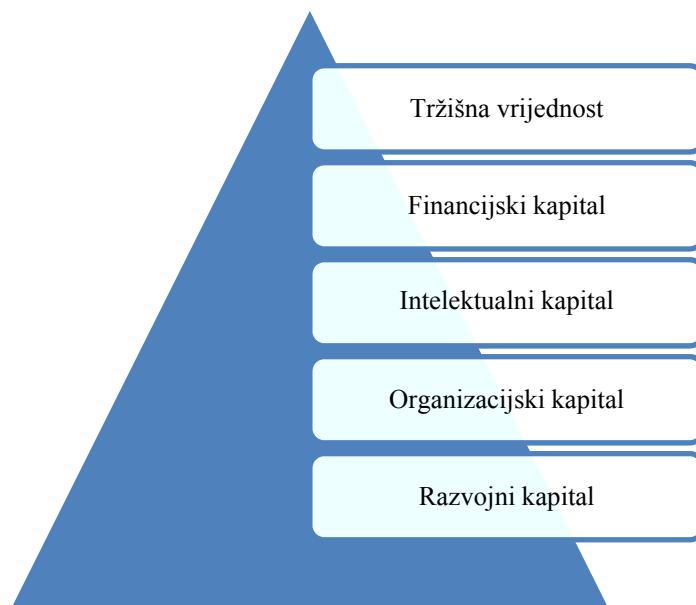 Tržišna vrijednost
Financijski kapital
Intelektualni kapital
Organizacijski kapital
Razvojni kapital